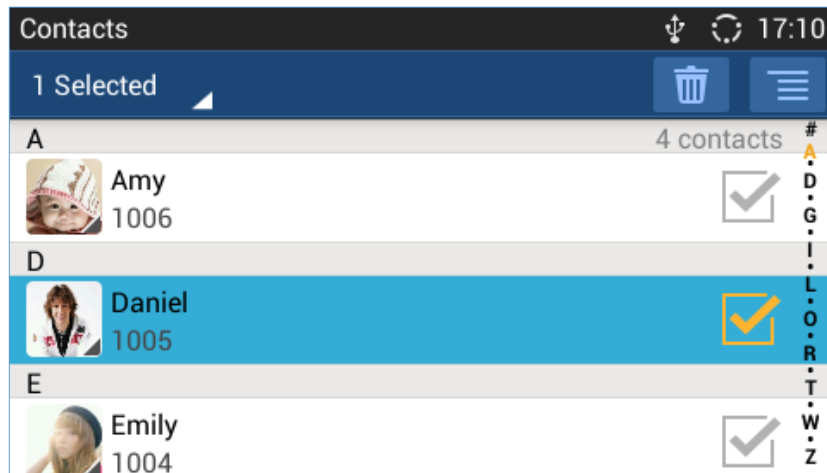 Contacts 17:10
1 Selected
A 4 contacts
Amy
1006
D
Daniel
1005
E
Emily
1004
#
A
D
G
I
L
O
R
T
W
Z